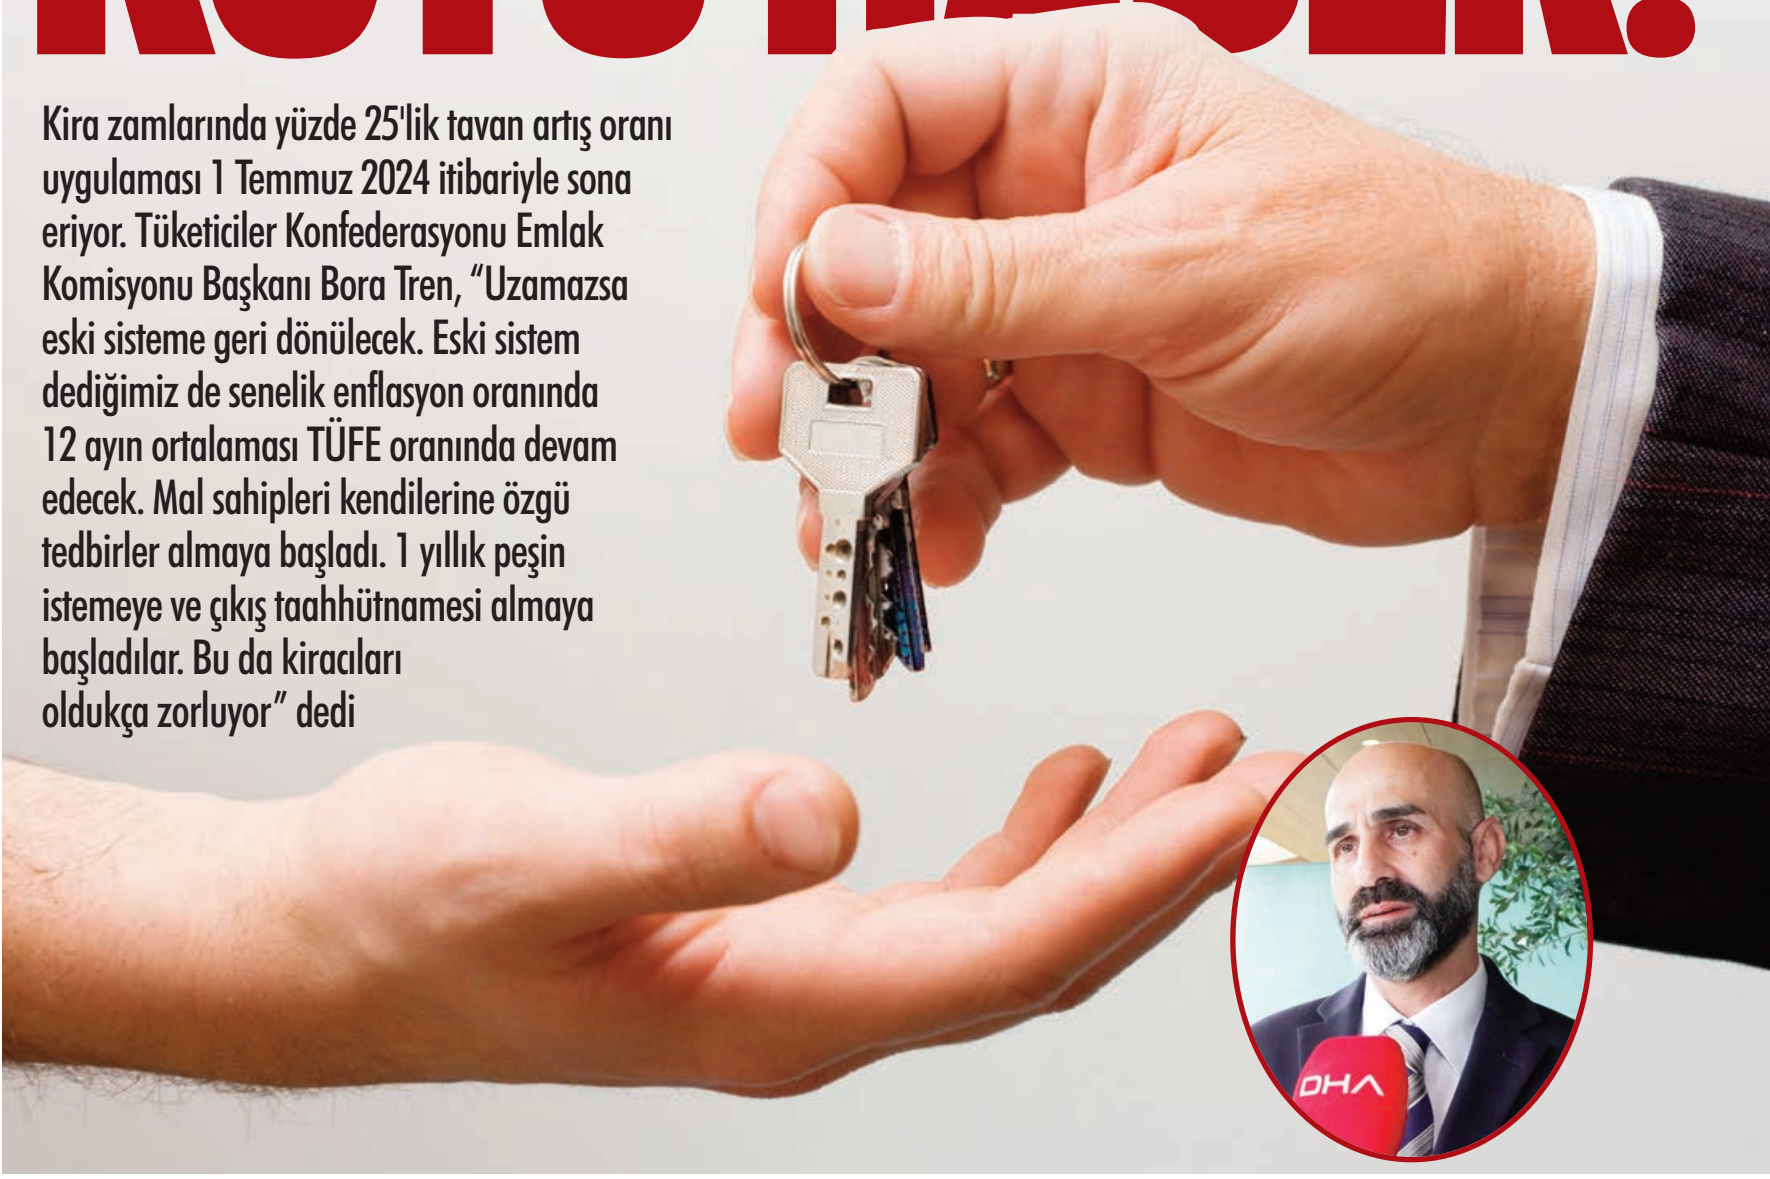 Kira zamlarında yüzde 25'lik tavan artış oranı
uygulaması 1 Temmuz 2024 itibariyle sona
eriyor. Tüketiciler Konfederasyonu Emlak
Komisyonu Başkanı Bora Tren, “Uzamazsa
eski sisteme geri dönülecek. Eski sistem
dediğimiz de senelik enflasyon oranında
12 ayın ortalaması TÜFE oranında devam
edecek. Mal sahipleri kendilerine özgü
tedbirler almaya başladı. 1 yıllık peşin
istemeye ve çıkış taahhütnamesi almaya
başladılar. Bu da kiracıları
oldukça zorluyor” dedi
DHA